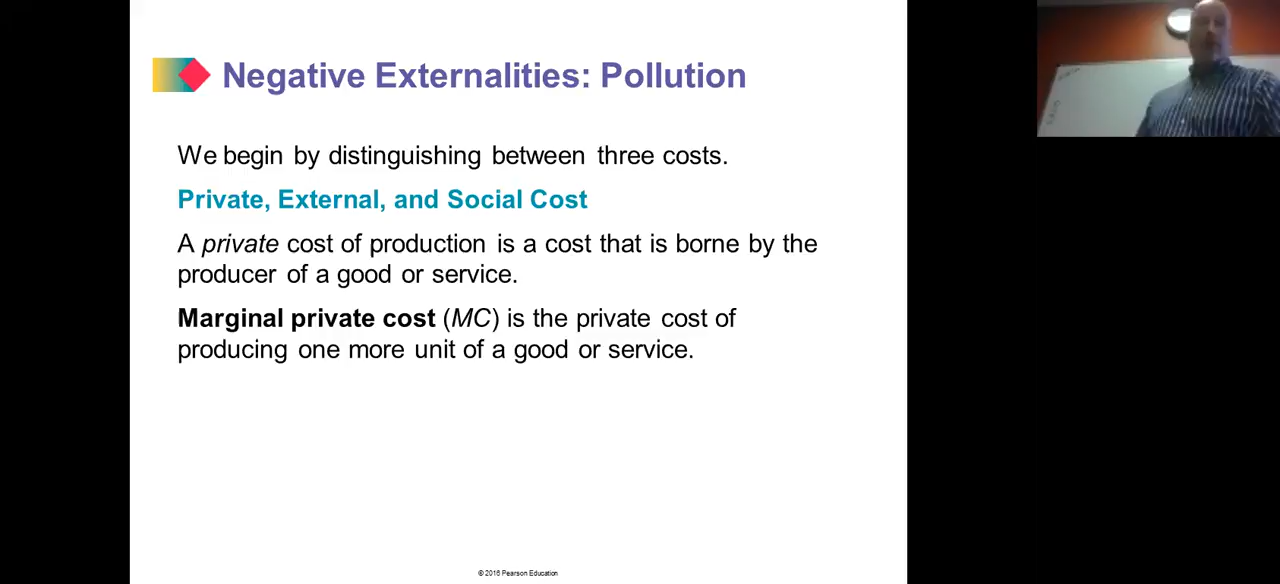 Negative Externalities: Pollution
We begin by distinguishing between three costs.
Private, External, and Social Cost
A private cost of production is a cost that is borne by the
producer of a good or service.
Marginal private cost (MC) is the private cost of
producing one more unit of a good or service.
© 2016 Pearson Education